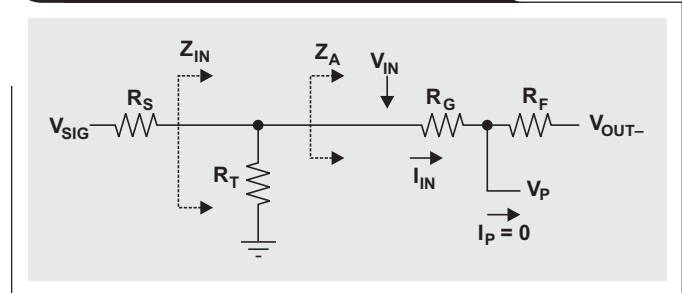 Z_IN
Z_A
V_IN
R_S
R_G
R_F
V_SIG
V_OUT–
R_T
I_IN
V_P
I_P = 0